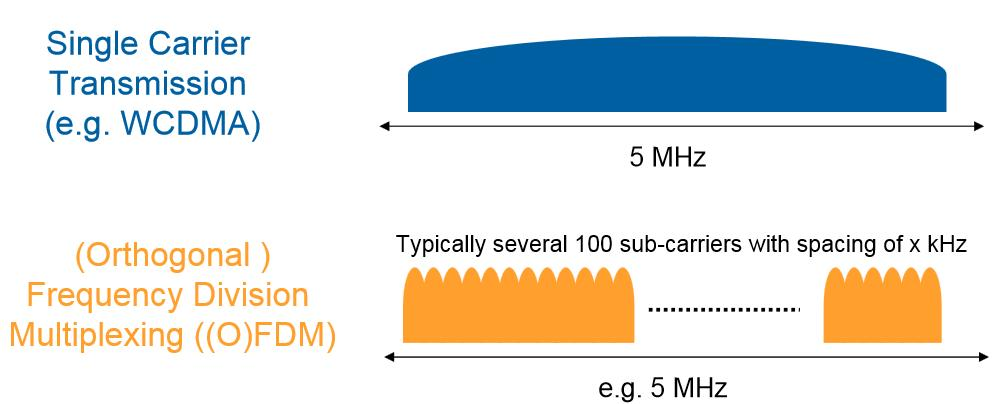 Single Carrier
Transmission
(e.g. WCDMA)
5 MHz
(Orthogonal )
Frequency Division
Multiplexing ((O)FDM)
Typically several 100 sub-carriers with spacing of x kHz
e.g. 5 MHz